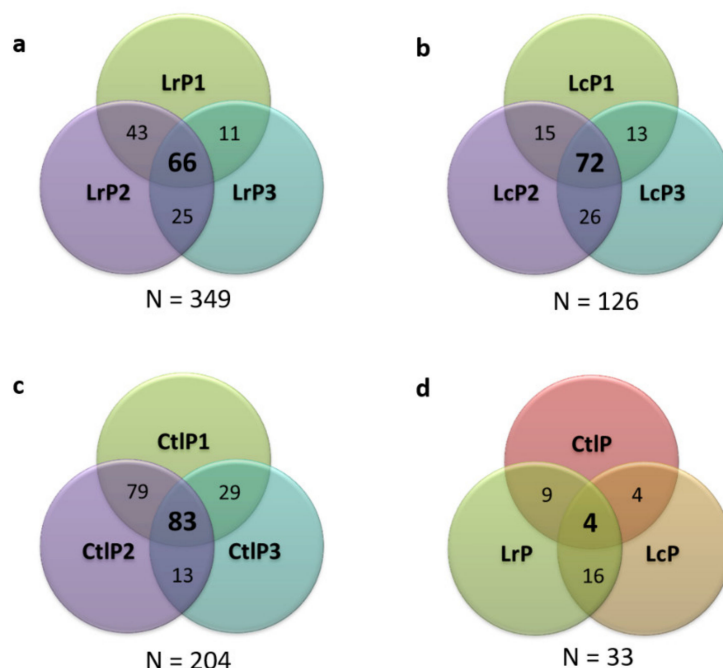 a
LrP1
43
11
66
LrP2
LrP3
25
N = 349
b
LcP1
15
13
72
LcP2
LcP3
26
N = 126
c
CtlP1
79
29
83
CtlP2
CtlP3
13
N = 204
d
CtlP
9
4
4
LrP
LcP
16
N = 33